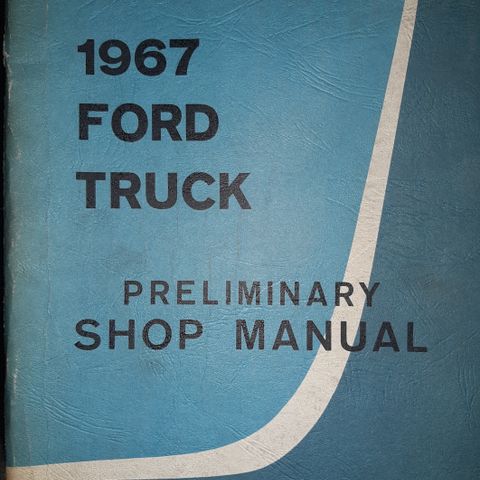 1967
FORD
TRUCK
PRELIMINARY
SHOP MANUAL